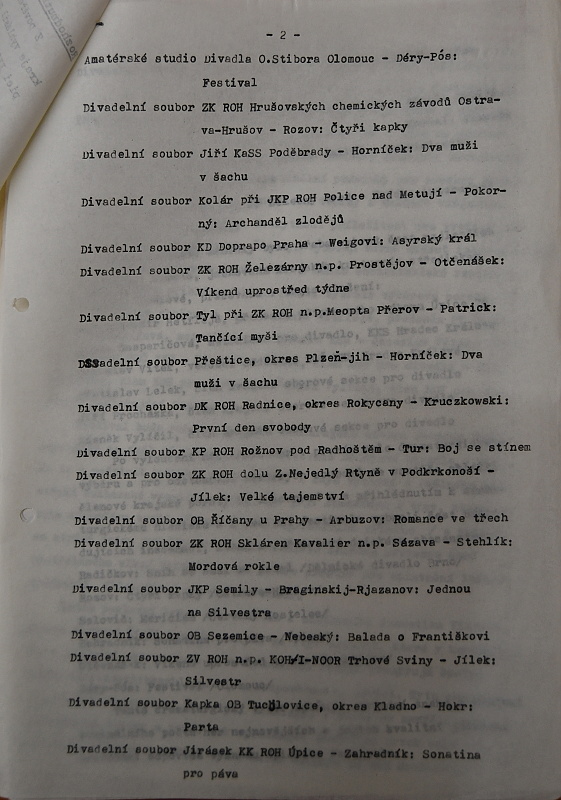 - 2 -
Amatérské studio Divadla O.Stibora Olomouc - Déry-Pós:
Festival
Divadelní soubor ZK ROH Hrušovských chemických závodů Ostra-
va-Hrušov - Rozov: Čtyři kapky
Divadelní soubor Jiří KaSS Poděbrady - Horníček: Dva muži
v šachu
Divadelní soubor Kolár při JKP ROH Police nad Metují - Pokor-
ný: Archanděl zlodějů
Divadelní soubor KD Doprapo Praha - Weigovi: Asyrský král
Divadelní soubor ZK ROH Železárny n.p. Prostějov - Otčenášek:
Víkend uprostřed týdne
Divadelní soubor Tyl při ZK ROH n.p.Meopta Přerov - Patrick:
Tančící myši
Divadelní soubor Přeštice, okres Plzeň-jih - Horníček: Dva
muži v šachu
Divadelní soubor DK ROH Radnice, okres Rokycany - Kruczkowski:
První den svobody
Divadelní soubor KP ROH Rožnov pod Radhoštěm - Tur: Boj se stínem
Divadelní soubor ZK ROH dolu Z.Nejedlý Rtyně v Podkrkonoší -
Jílek: Velké tajemství
Divadelní soubor OB Říčany u Prahy - Arbuzov: Romance ve třech
Divadelní soubor ZK ROH Skláren Kavalier n.p. Sázava - Stehlík:
Mordová rokle
Divadelní soubor JKP Semily - Braginskij-Rjazanov: Jednou
na Silvestra
Divadelní soubor OB Sezemice - Nebeský: Balada o Františkovi
Divadelní soubor ZV ROH n.p. KOH/I-NOOR Trhové Sviny - Jílek:
Silvestr
Divadelní soubor Kapka OB Tuchlovice, okres Kladno - Hokr:
Parta
Divadelní soubor Jirásek KK ROH Úpice - Zahradník: Sonatina
pro páva